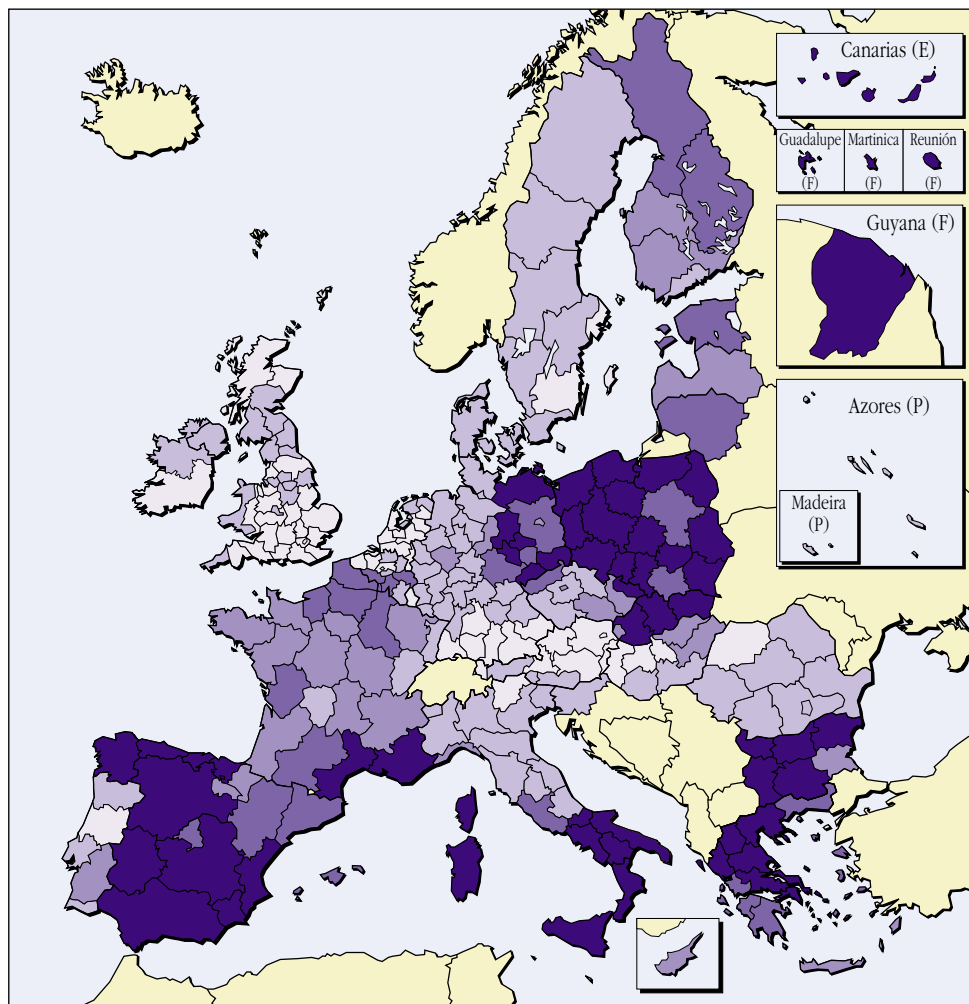 Canarias (E)
Guadalupe
(F)
Martinica
(F)
Reunión
(F)
Guyana (F)
Azores (P)
Madeira
(P)